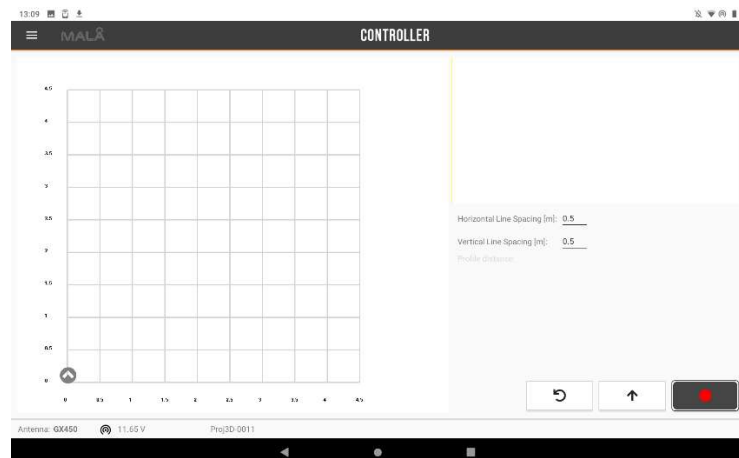 13:09
MALÅ
CONTROLLER
4.5
4
3.5
3
2.5
2
1.5
1
0.5
0
0 0.5 1 1.5 2 2.5 3 3.5 4 4.5
Horizontal Line Spacing [m]: 0.5
Vertical Line Spacing [m]: 0.5
Profile distance:
Antenna: GX450 11.65 V Proj3D-0011